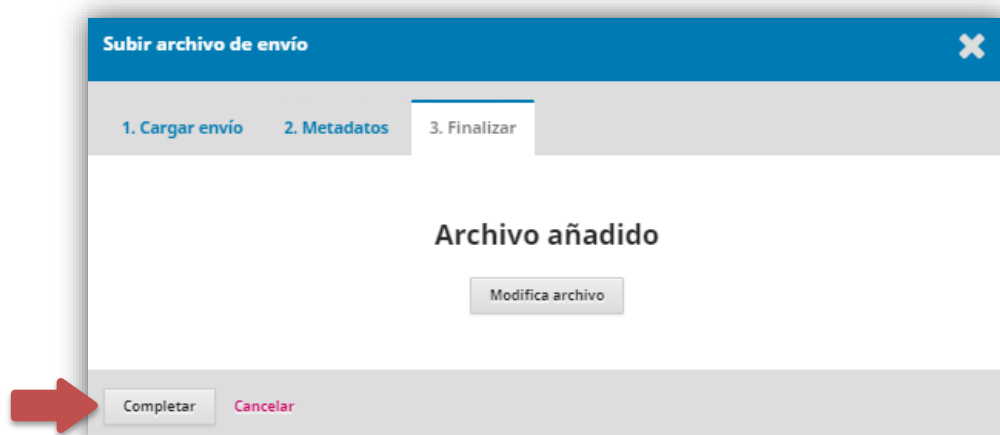 Subir archivo de envío
1. Cargar envío 2. Metadatos 3. Finalizar
Archivo añadido
Modifica archivo
Completar Cancelar